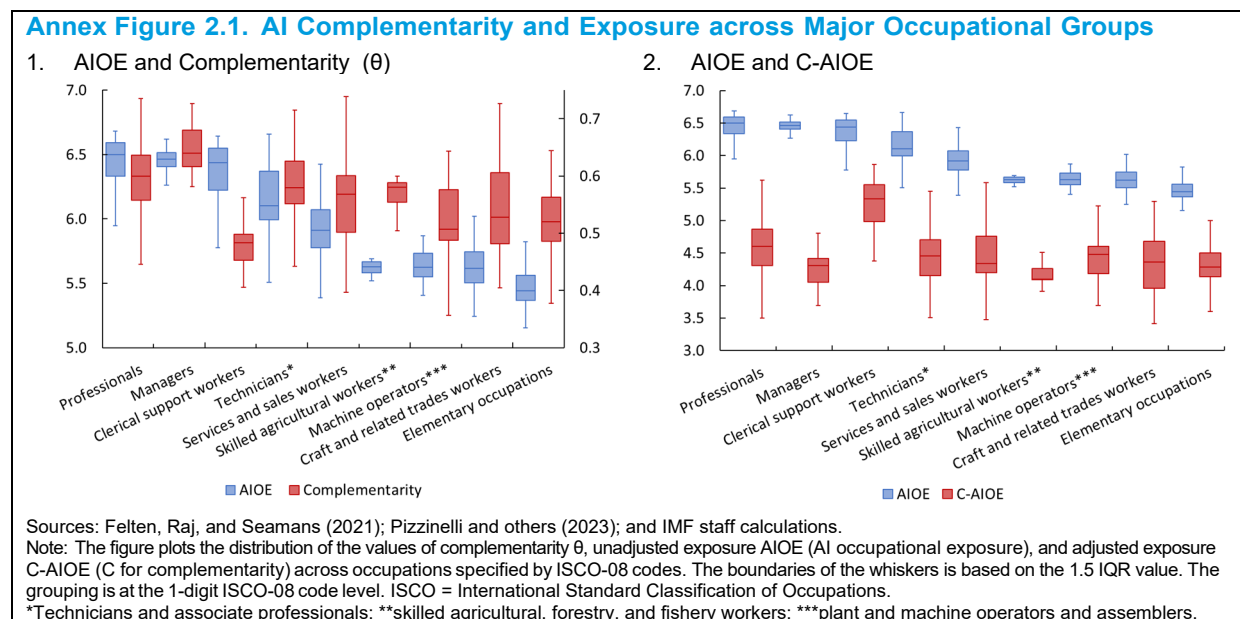 Annex Figure 2.1. AI Complementarity and Exposure across Major Occupational Groups
1. AIOE and Complementarity (θ)
7.0
6.5
6.0
5.5
5.0
0.7
0.6
0.5
0.4
0.3
Professionals
Managers
Clerical support workers
Technicians*
Services and sales workers
Skilled agricultural workers**
Machine operators***
Craft and related trades workers
Elementary occupations
AIOE Complementarity
2. AIOE and C-AIOE
7.0
6.5
6.0
5.5
5.0
4.5
4.0
3.5
3.0
Professionals
Managers
Clerical support workers
Technicians*
Services and sales workers
Skilled agricultural workers**
Machine operators***
Craft and related trades workers
Elementary occupations
AIOE C-AIOE
Sources: Felten, Raj, and Seamans (2021); Pizzinelli and others (2023); and IMF staff calculations.
Note: The figure plots the distribution of the values of complementarity θ, unadjusted exposure AIOE (AI occupational exposure), and adjusted exposure
C-AIOE (C for complementarity) across occupations specified by ISCO-08 codes. The boundaries of the whiskers is based on the 1.5 IQR value. The
grouping is at the 1-digit ISCO-08 code level. ISCO = International Standard Classification of Occupations.
*Technicians and associate professionals; **skilled agricultural, forestry, and fishery workers; ***plant and machine operators and assemblers.